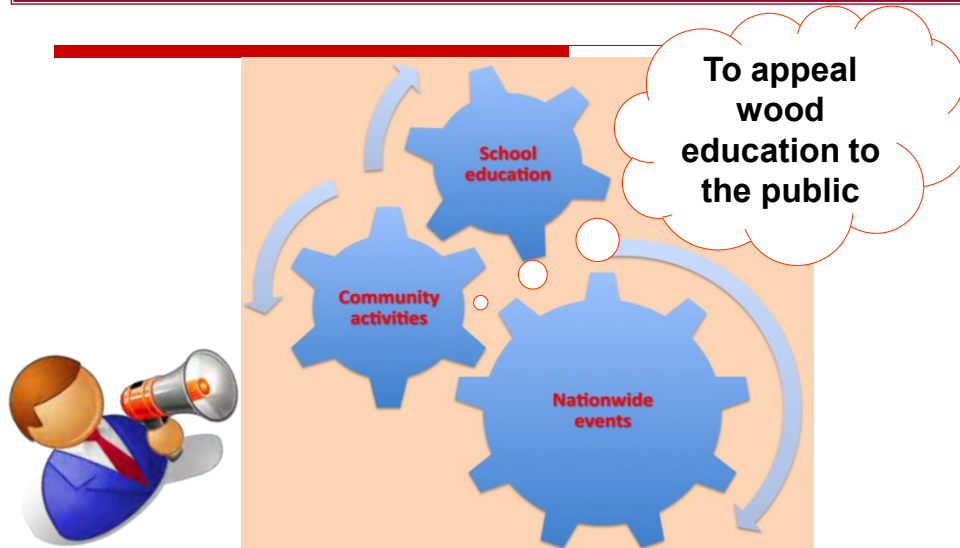 To appeal
wood
education to
the public
School
education
Community
activities
Nationwide
events